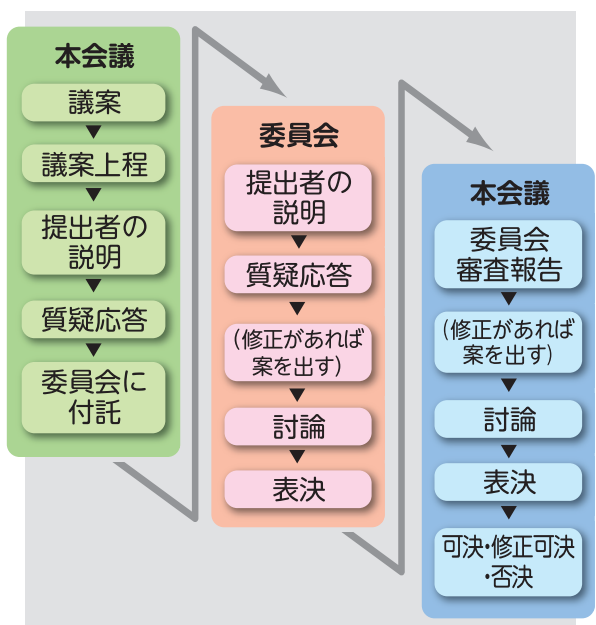 本会議
議案
議案上程
提出者の
説明
質疑応答
委員会に
付託
委員会
提出者の
説明
質疑応答
(修正があれば
案を出す)
討論
表決
本会議
委員会
審査報告
(修正があれば
案を出す)
討論
表決
可決・修正可決
・否決